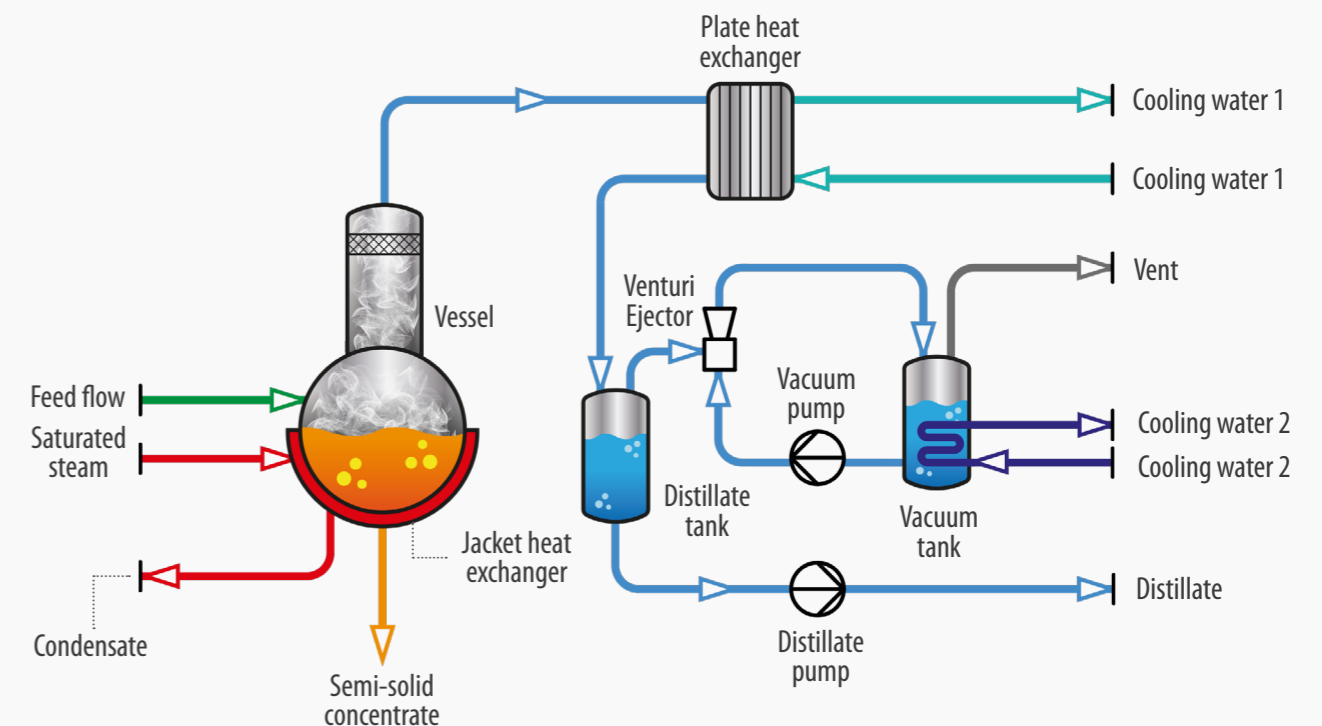 Plate heat
exchanger
Cooling water 1
Cooling water 1
Vent
Venturi
Ejector
Vessel
Vacuum
pump
Feed flow
Saturated
steam
Cooling water 2
Cooling water 2
Distillate
tank
Vacuum
tank
Jacket heat
exchanger
Distillate
Condensate
Distillate
pump
Semi-solid
concentrate